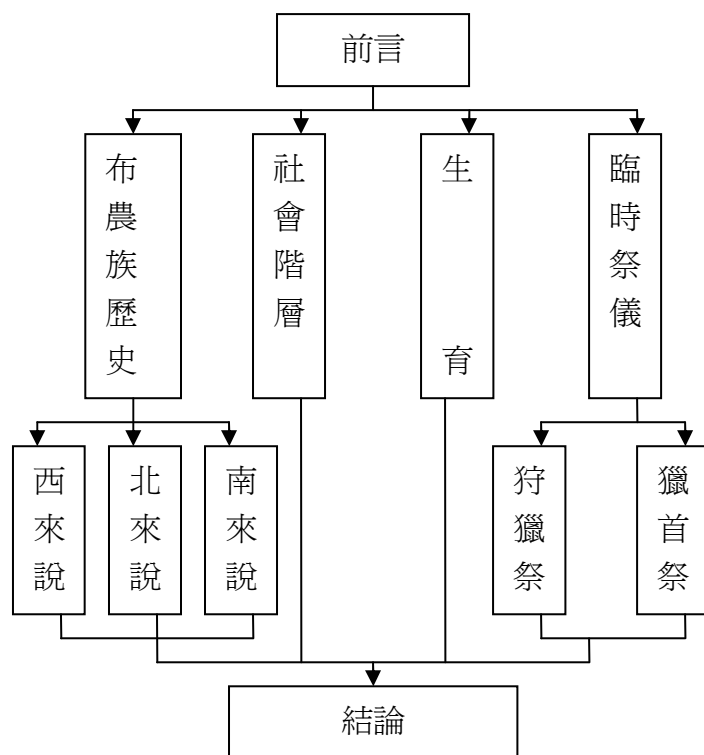 前言
布農族歷史
社會階層
生育
臨時祭儀
西來說
北來說
南來說
狩獵祭
獵首祭
結論